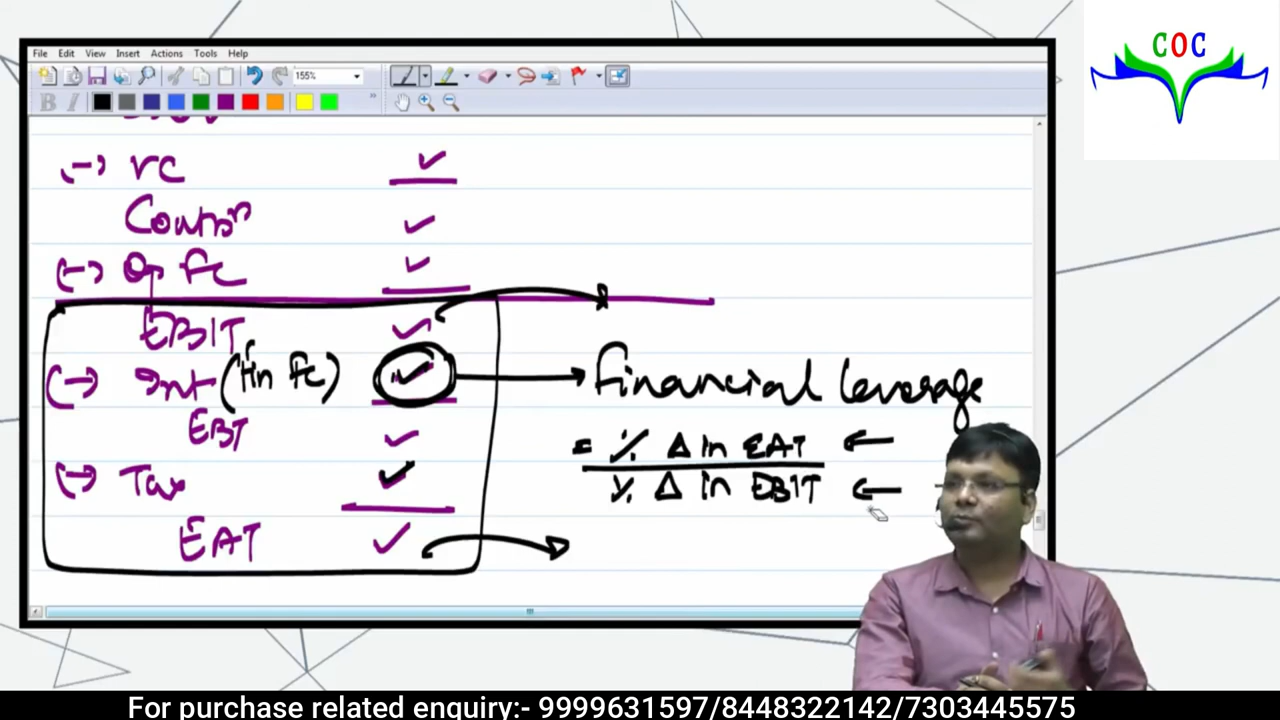 COC
File Edit View Insert Actions Tools Help
155%
B I
(-) VC
(-) Op FC
EBIT
(-) Int (Fin FC)
Financial leverage
EBT
= % Δ in EAT
(-) Tax
% Δ in EBIT
EAT
For purchase related enquiry:- 9999631597/8448322142/7303445575